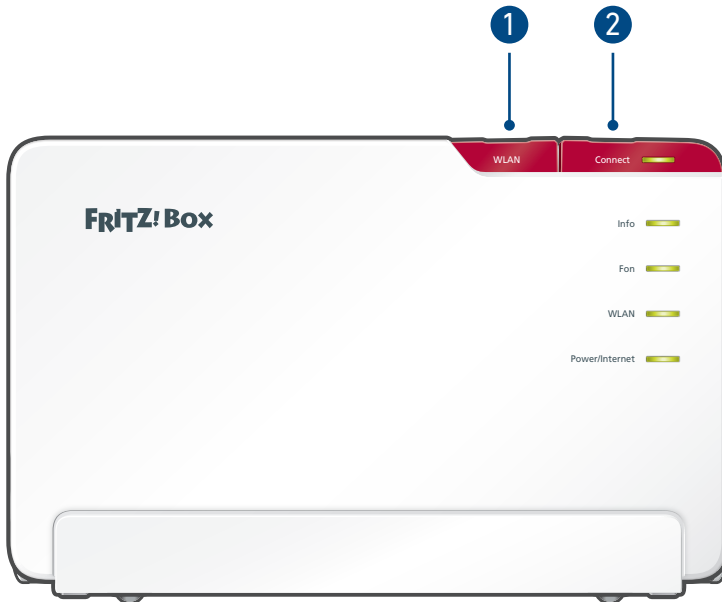 1 2
WLAN Connect
FRITZ! BOX
Info
Fon
WLAN
Power/Internet